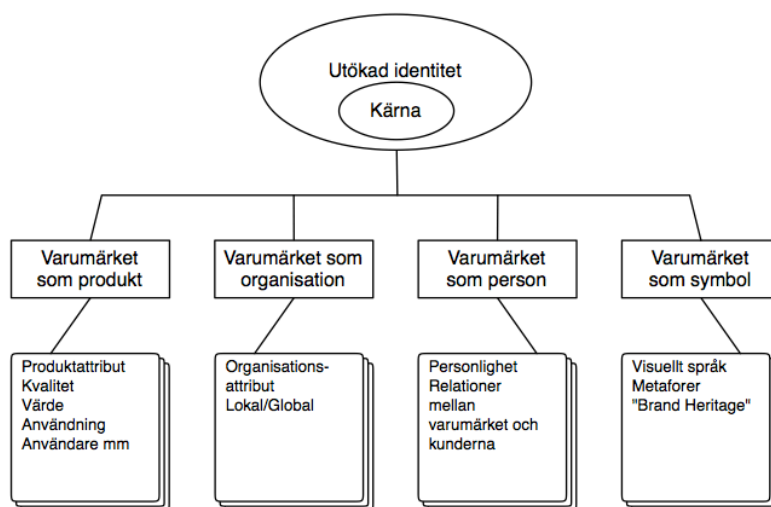 Utökad identitet
Kärna
Varumärket
som produkt
Varumärket som
organisation
Varumärket
som person
Varumärket
som symbol
Produktattribut
Kvalitet
Värde
Användning
Användare mm
Organisations-
attribut
Lokal/Global
Personlighet
Relationer
mellan
varumärket och
kunderna
Visuellt språk
Metaforer
"Brand Heritage"